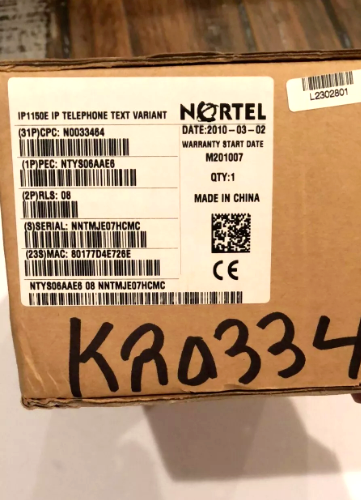 IP1150E IP TELEPHONE TEXT VARIANT
(31P)CPC: N0033464
(1P)PEC: NTYS06AAE6
(2P)RLS: 08
(S)SERIAL: NNTMJE07HCMC
(23S)MAC: 80177D4E726E
NTYS06AAE6 08 NNTMJE07HCMC
NORTEL
DATE:2010-03-02
WARRANTY START DATE
M201007
QTY:1
MADE IN CHINA
CE
L2302801
KR0334